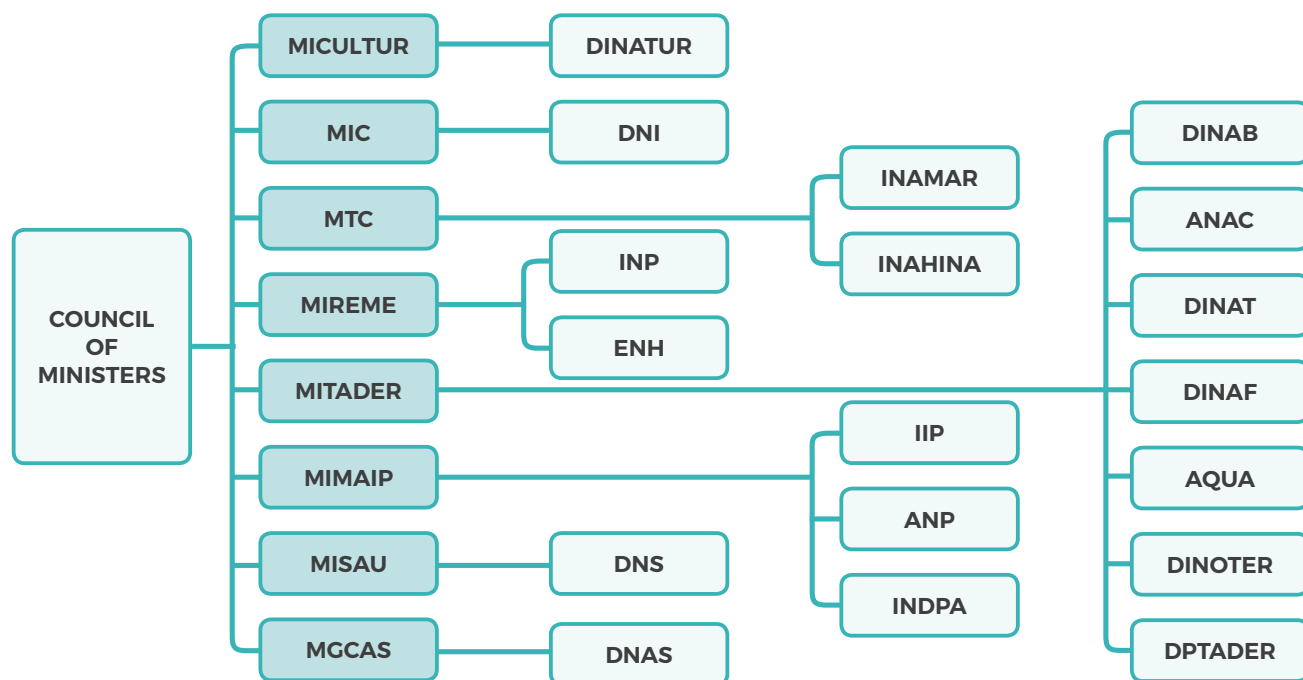 COUNCIL
OF
MINISTERS
MICULTUR
DINATUR
MIC
DNI
MTC
INAMAR
INAHINA
MIREME
INP
ENH
MITADER
DINAB
ANAC
DINAT
DINAF
AQUA
DINOTER
DPTADER
MIMAIP
IIP
ANP
INDPA
MISAU
DNS
MGCAS
DNAS